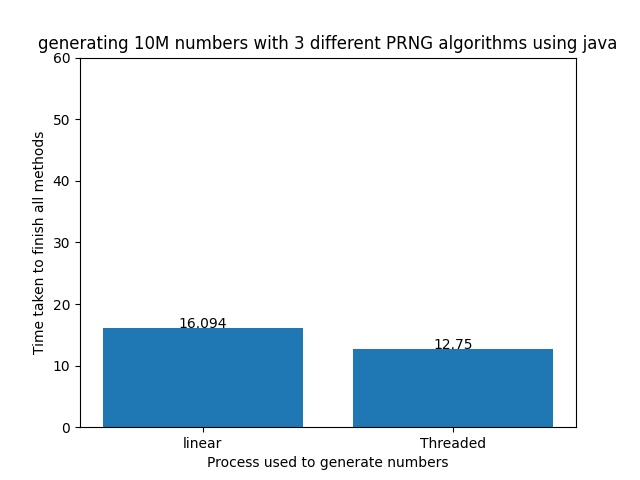 generating 10M numbers with 3 different PRNG algorithms using java
60
50
40
30
20
10
0
Time taken to finish all methods
16.094
12.75
linear
Threaded
Process used to generate numbers